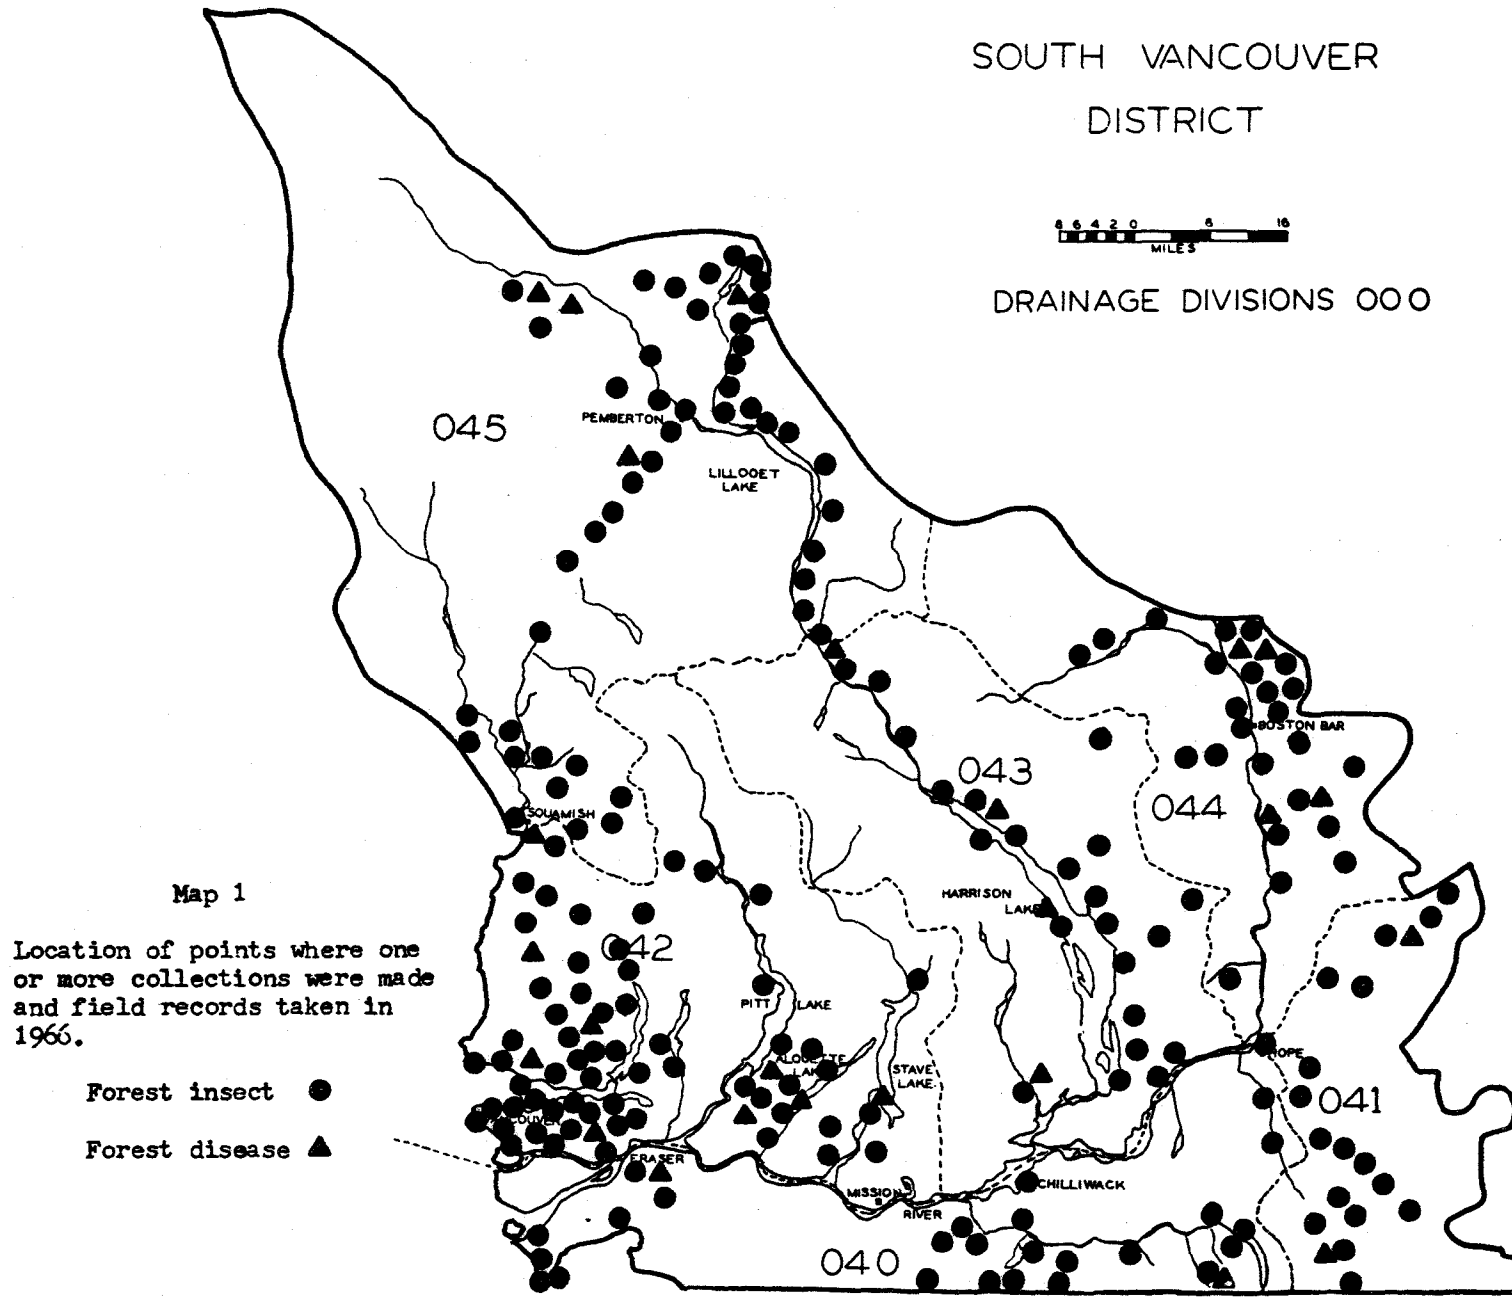 SOUTH VANCOUVER
DISTRICT
8 6 4 2 0 8 16
MILES
DRAINAGE DIVISIONS 000
045
PEMBERTON
LILLOOET
LAKE
BOSTON BAR
043
044
SQUAMISH
HARRISON
LAKE
042
PITT LAKE
ALOUETTE
LAKE
STAVE
LAKE
HOPE
041
FRASER
MISSION
RIVER
CHILLIWACK
040
Map 1
Location of points where one
or more collections were made
and field records taken in
1966.
Forest insect
Forest disease